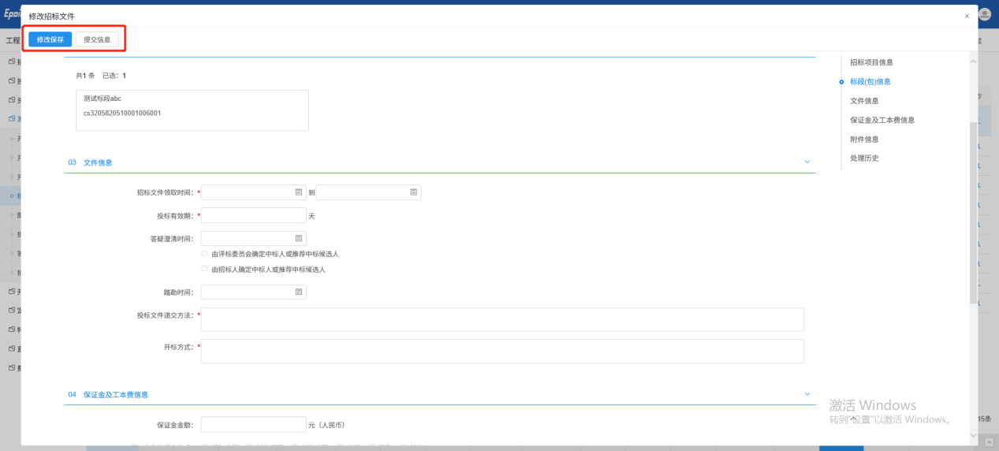 修改招标文件
×
修改保存 提交信息
工程
共1 条 已选：1
测试标段abc
cs3205820510001006001
03 文件信息
招标文件领取时间：* 到
投标有效期：* 天
答疑澄清时间：
由评标委员会确定中标人或推荐中标候选人
由招标人确定中标人或推荐中标候选人
踏勘时间：
投标文件递交方法：*
开标方式：*
04 保证金及工本费信息
保证金金额： 元（人民币）
招标项目信息
标段(包)信息
文件信息
保证金及工本费信息
附件信息
处理历史
激活 Windows
转到"设置"以激活 Windows。
15条